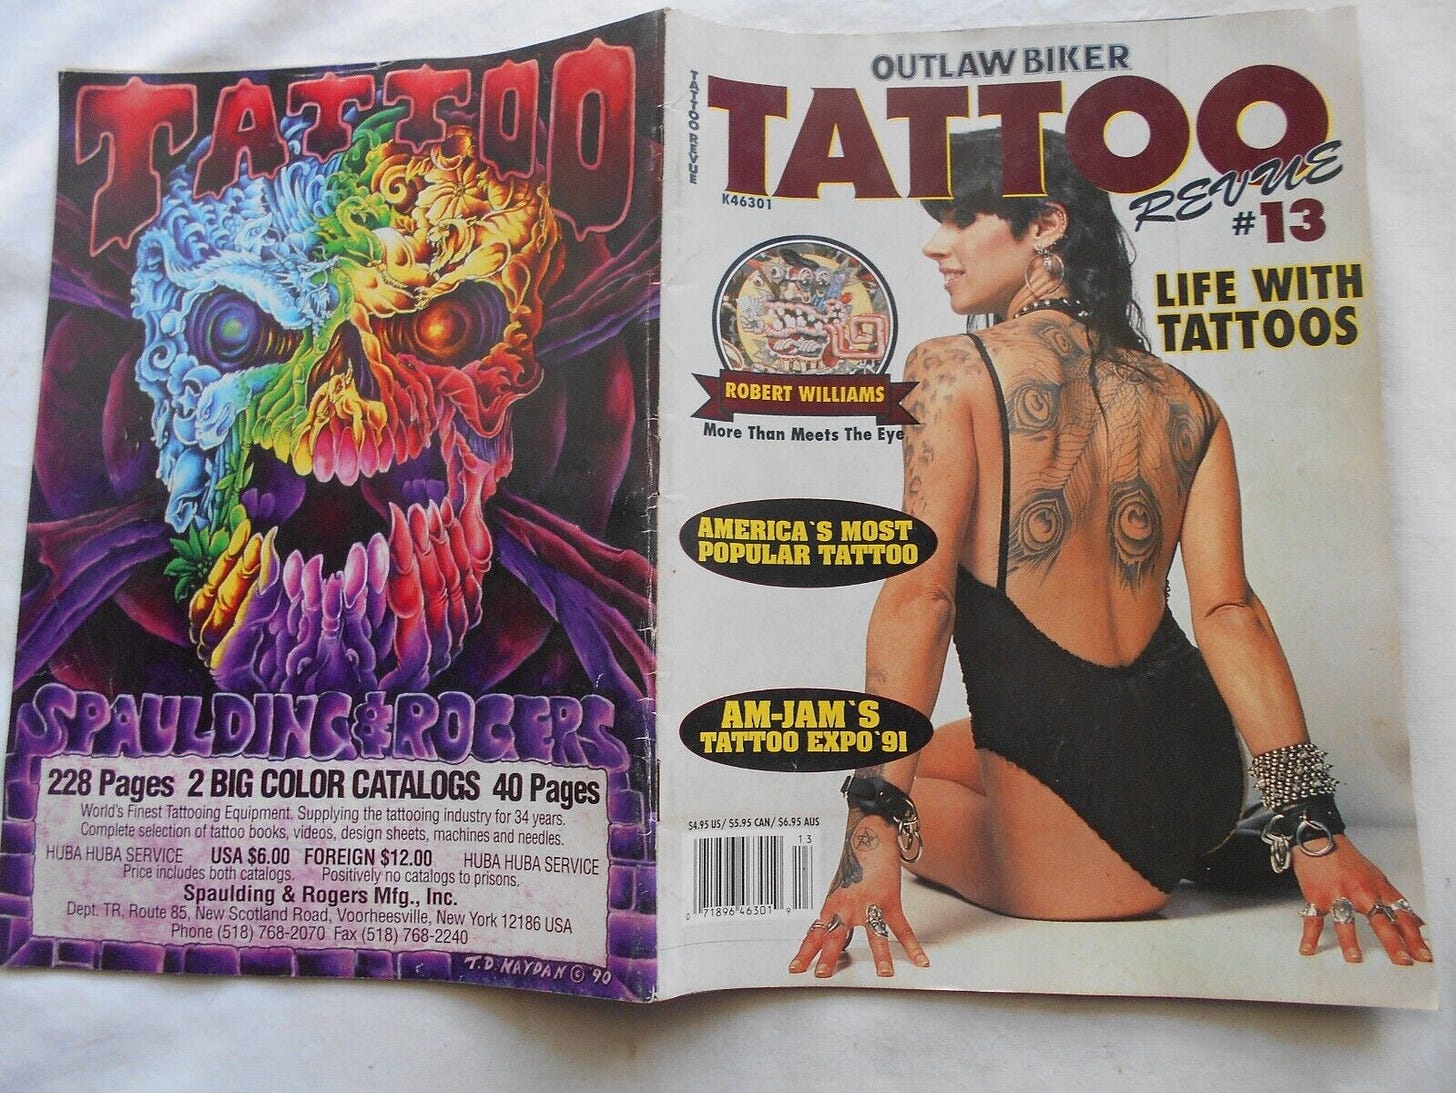 TATTOO
SPAULDING & ROGERS
228 Pages 2 BIG COLOR CATALOGS 40 Pages
World's Finest Tattooing Equipment. Supplying the tattooing industry for 34 years.
Complete selection of tattoo books, videos, design sheets, machines and needles.
HUBA HUBA SERVICE USA $6.00 FOREIGN $12.00 HUBA HUBA SERVICE
Price includes both catalogs. Positively no catalogs to prisons.
Spaulding & Rogers Mfg., Inc.
Dept. TR, Route 85, New Scotland Road, Voorheesville, New York 12186 USA
Phone (518) 768-2070 Fax (518) 768-2240
T.D. KAYDAN © '90
TATTOO REVUE
OUTLAW BIKER
TATTOO
REVUE
K46301
#13
LIFE WITH
TATTOOS
ROBERT WILLIAMS
More Than Meets The Eye
AMERICA`S MOST
POPULAR TATTOO
AM-JAM`S
TATTOO EXPO`91
$4.95 US/ $5.95 CAN/ $6.95 AUS
13
0 71896 46301 9